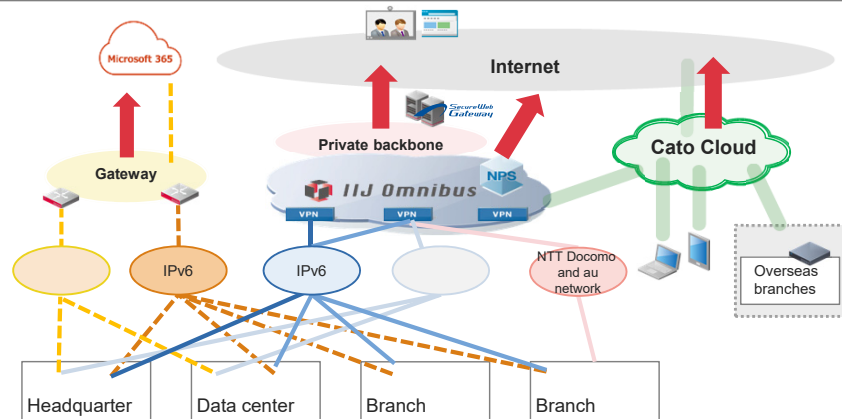 Microsoft 365
Internet
SecureWeb
Gateway
Private backbone
Cato Cloud
Gateway
NPS
IIJ Omnibus
VPN
VPN
VPN
IPv6
IPv6
NTT Docomo
and au
network
Overseas
branches
Headquarter
Data center
Branch
Branch